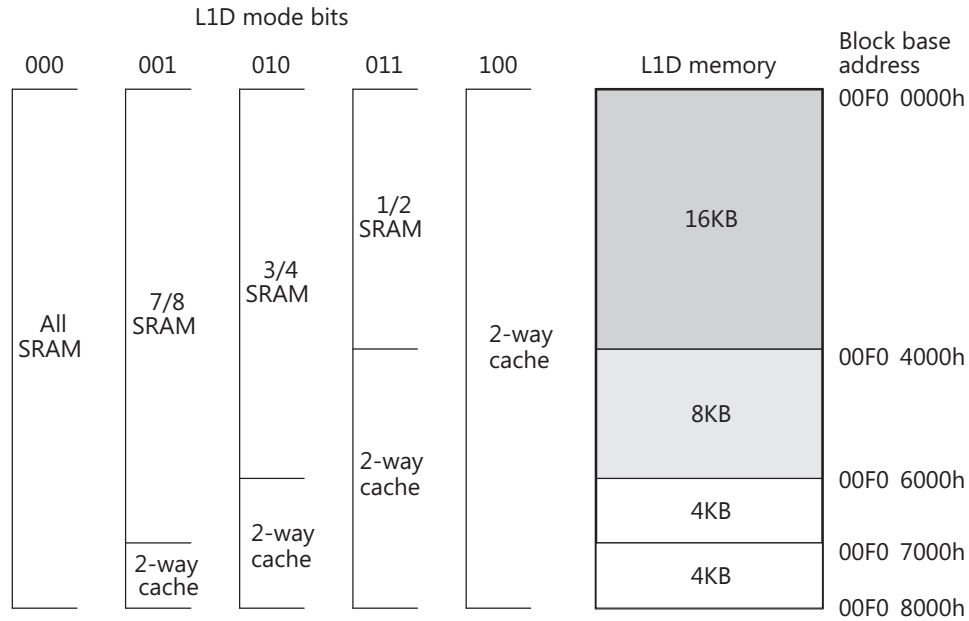 L1D mode bits
000 001 010 011 100 L1D memory Block base address
00F0 0000h
1/2
SRAM
16KB
3/4
SRAM
7/8
SRAM
All
SRAM
2-way
cache
00F0 4000h
8KB
2-way
cache
00F0 6000h
4KB
2-way
cache
00F0 7000h
2-way
cache
4KB
00F0 8000h